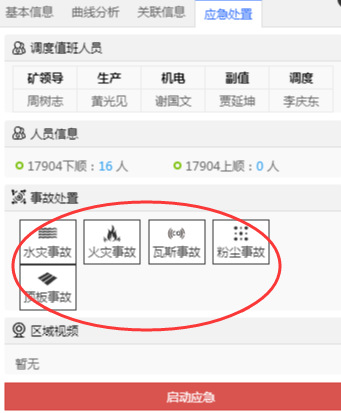 基本信息 曲线分析 关联信息 应急处置
调度值班人员
矿领导 生产 机电 副值 调度
周树志 黄光见 谢国文 贾延坤 李庆东
人员信息
17904下顺：16 人 17904上顺：0 人
事故处置
水灾事故 火灾事故 瓦斯事故 粉尘事故
顶板事故
区域视频
暂无
启动应急